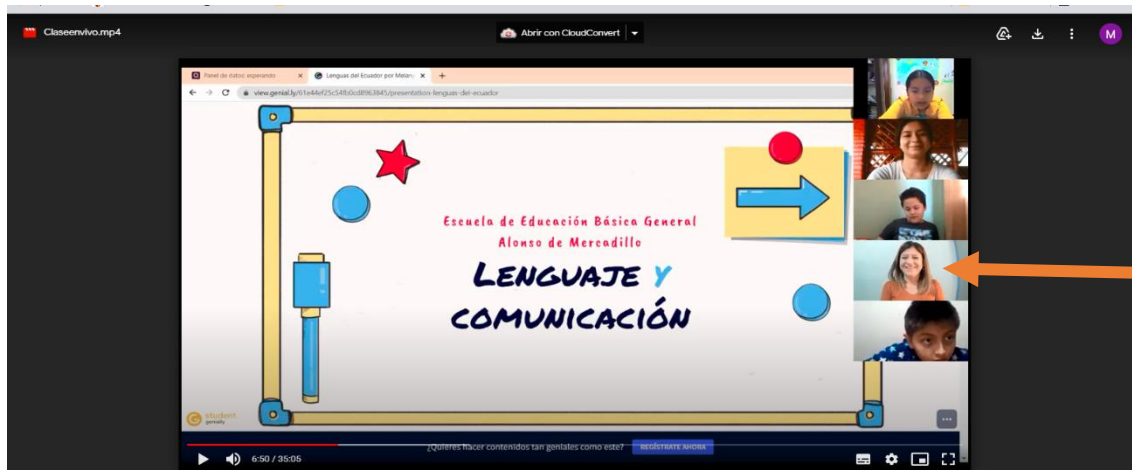 Claseenvivo.mp4
Abrir con CloudConvert
M
Panel de datos: esperando
Lenguas del Ecuador por Melany
view.genial.ly/61e44ef25c54fb0cd8963845/presentation-lenguas-del-ecuador
Escuela de Educación Básica General
Alonso de Mercadillo
LENGUAJE Y
COMUNICACIÓN
student
genially
¿Quieres hacer contenidos tan geniales como este? REGÍSTRATE AHORA
6:50 / 35:05